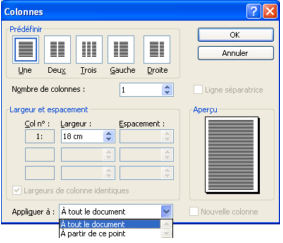 Colonnes
Prédéfinir
Une Deux Trois Gauche Droite
OK
Annuler
Nombre de colonnes : 1
Ligne séparatrice
Largeur et espacement
Aperçu
Col n° : Largeur : Espacement :
1: 18 cm
Largeurs de colonne identiques
Appliquer à : À tout le document
Nouvelle colonne
À tout le document
À partir de ce point